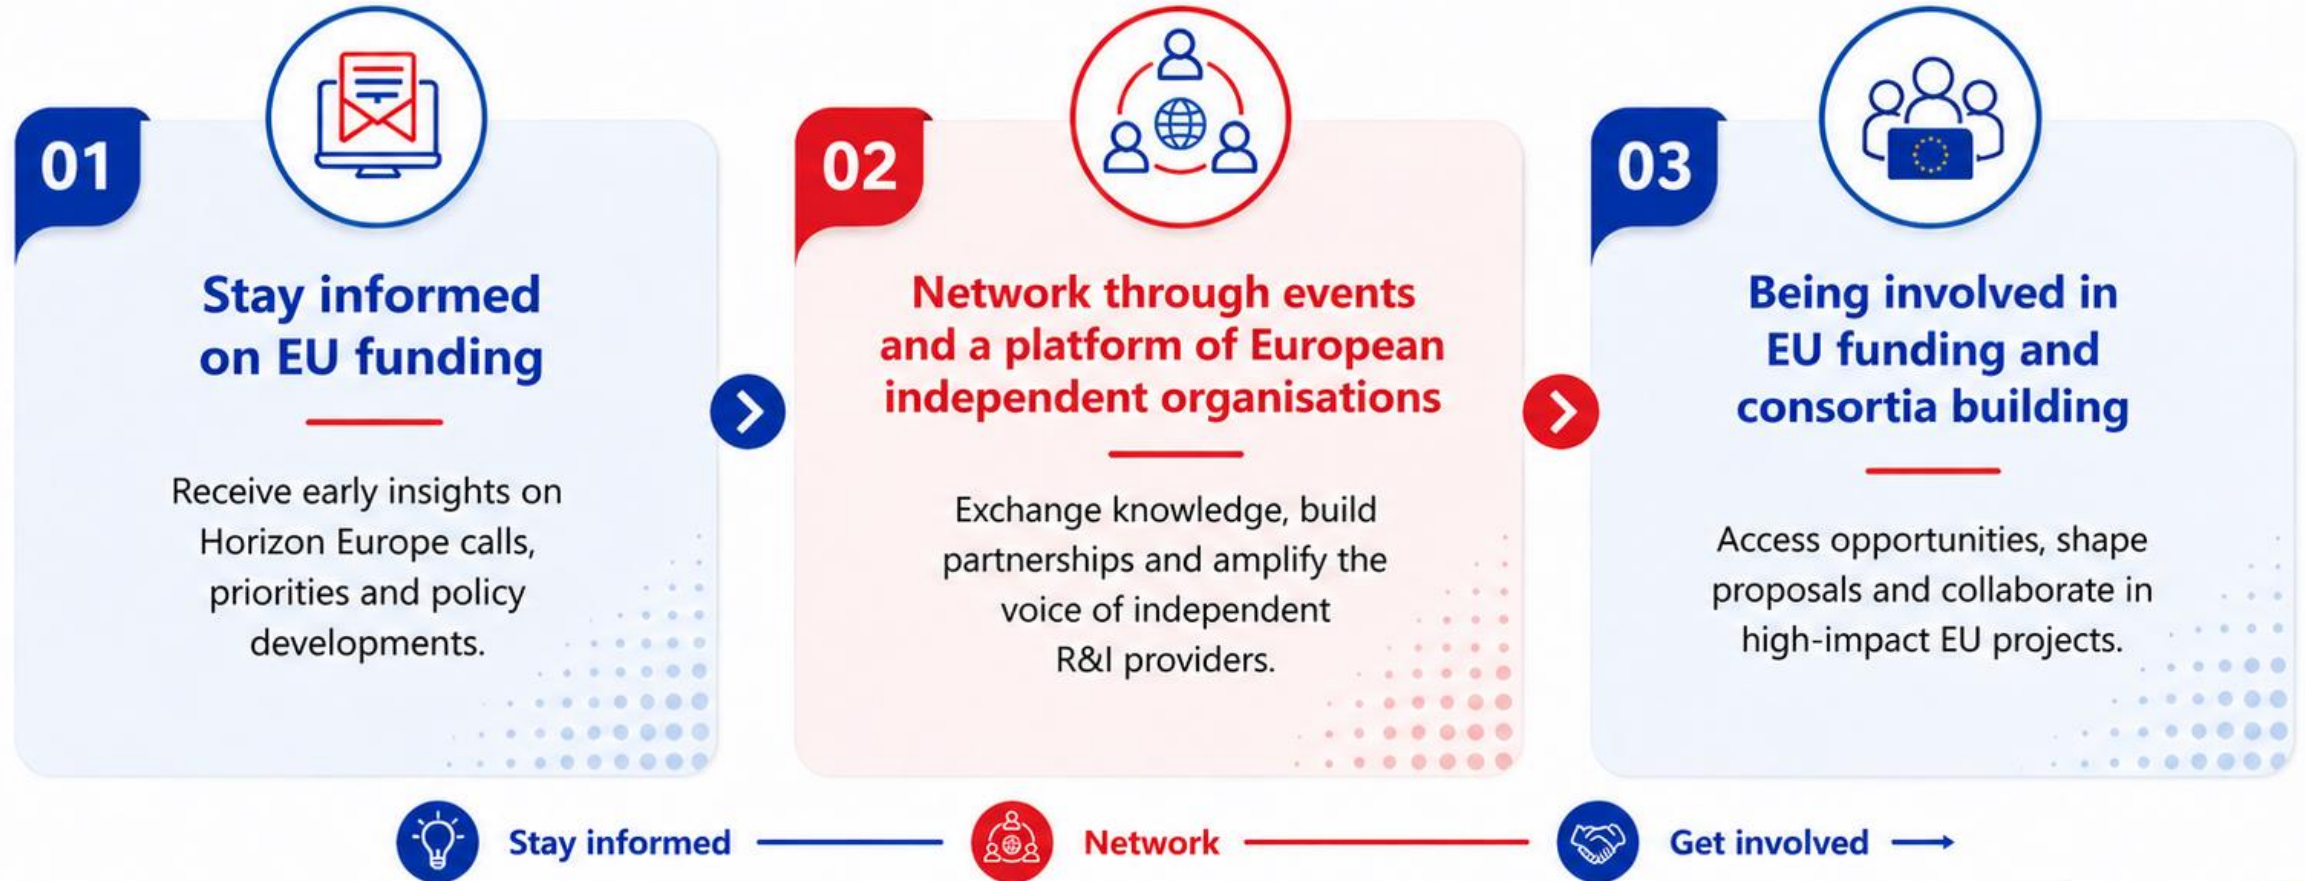 01
Stay informed
on EU funding
Receive early insights on
Horizon Europe calls,
priorities and policy
developments.
02
Network through events
and a platform of European
independent organisations
Exchange knowledge, build
partnerships and amplify the
voice of independent
R&I providers.
03
Being involved in
EU funding and
consortia building
Access opportunities, shape
proposals and collaborate in
high-impact EU projects.
Stay informed
Network
Get involved